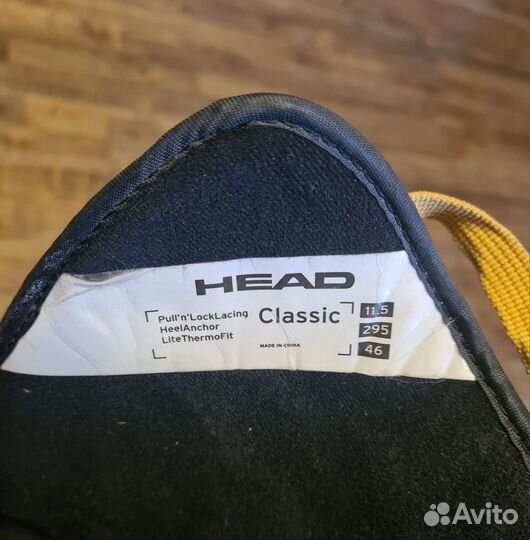 HEAD
Pull'n'LockLacing
HeelAnchor
LiteThermoFit
Classic
11.5
295
46
MADE IN CHINA
Avito